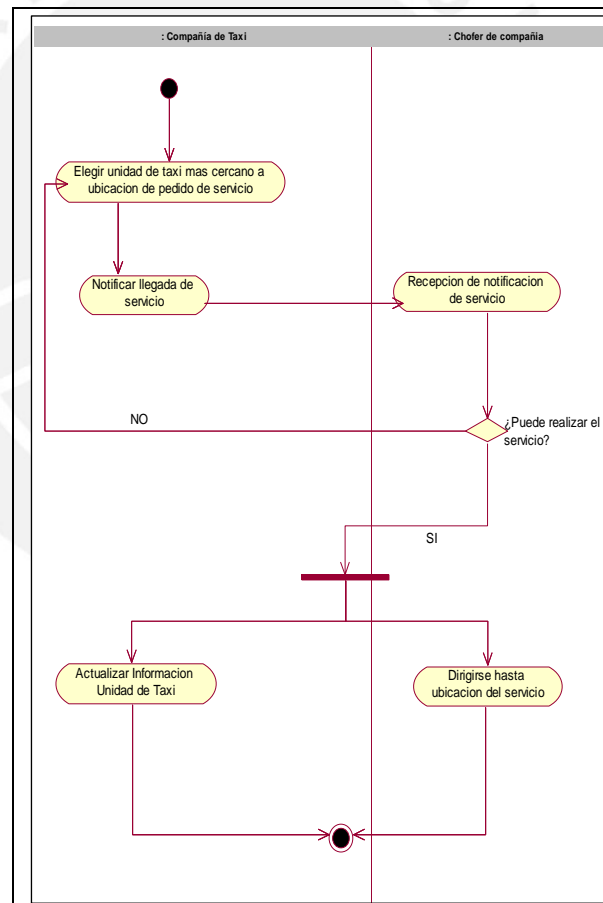 : Compañía de Taxi
: Chofer de compañia
Elegir unidad de taxi mas cercano a
ubicacion de pedido de servicio
Notificar llegada de
servicio
Recepcion de notificacion
de servicio
NO
¿Puede realizar el
servicio?
SI
Actualizar Informacion
Unidad de Taxi
Dirigirse hasta
ubicacion del servicio